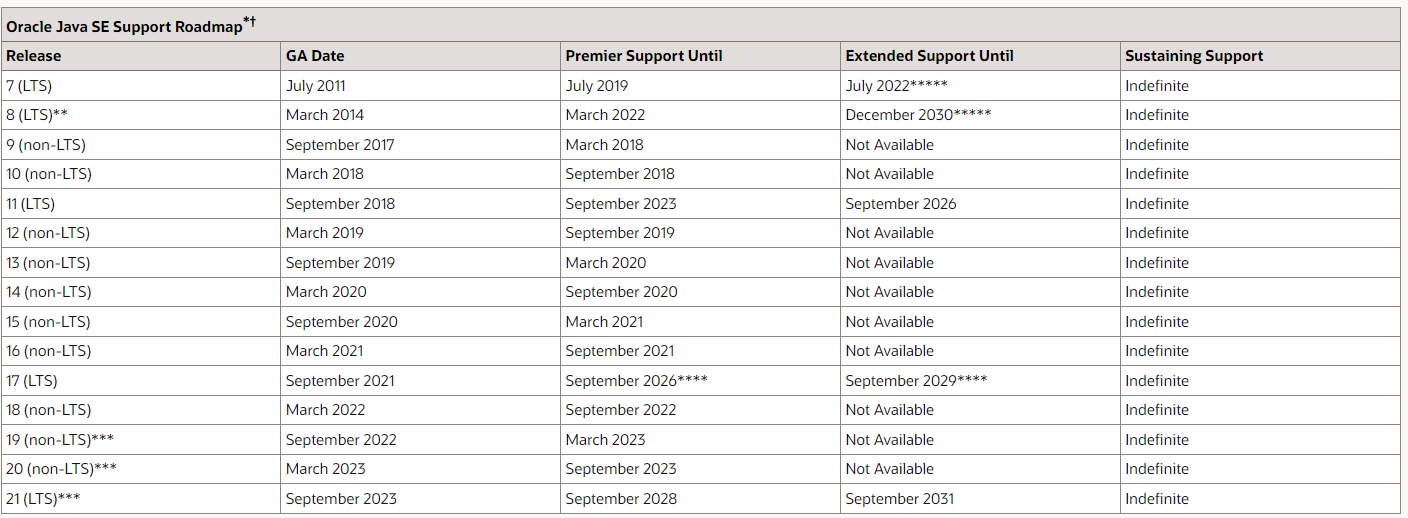 Oracle Java SE Support Roadmap*†
Release GA Date Premier Support Until Extended Support Until Sustaining Support
7 (LTS) July 2011 July 2019 July 2022***** Indefinite
8 (LTS)** March 2014 March 2022 December 2030***** Indefinite
9 (non-LTS) September 2017 March 2018 Not Available Indefinite
10 (non-LTS) March 2018 September 2018 Not Available Indefinite
11 (LTS) September 2018 September 2023 September 2026 Indefinite
12 (non-LTS) March 2019 September 2019 Not Available Indefinite
13 (non-LTS) September 2019 March 2020 Not Available Indefinite
14 (non-LTS) March 2020 September 2020 Not Available Indefinite
15 (non-LTS) September 2020 March 2021 Not Available Indefinite
16 (non-LTS) March 2021 September 2021 Not Available Indefinite
17 (LTS) September 2021 September 2026**** September 2029**** Indefinite
18 (non-LTS) March 2022 September 2022 Not Available Indefinite
19 (non-LTS)*** September 2022 March 2023 Not Available Indefinite
20 (non-LTS)*** March 2023 September 2023 Not Available Indefinite
21 (LTS)*** September 2023 September 2028 September 2031 Indefinite